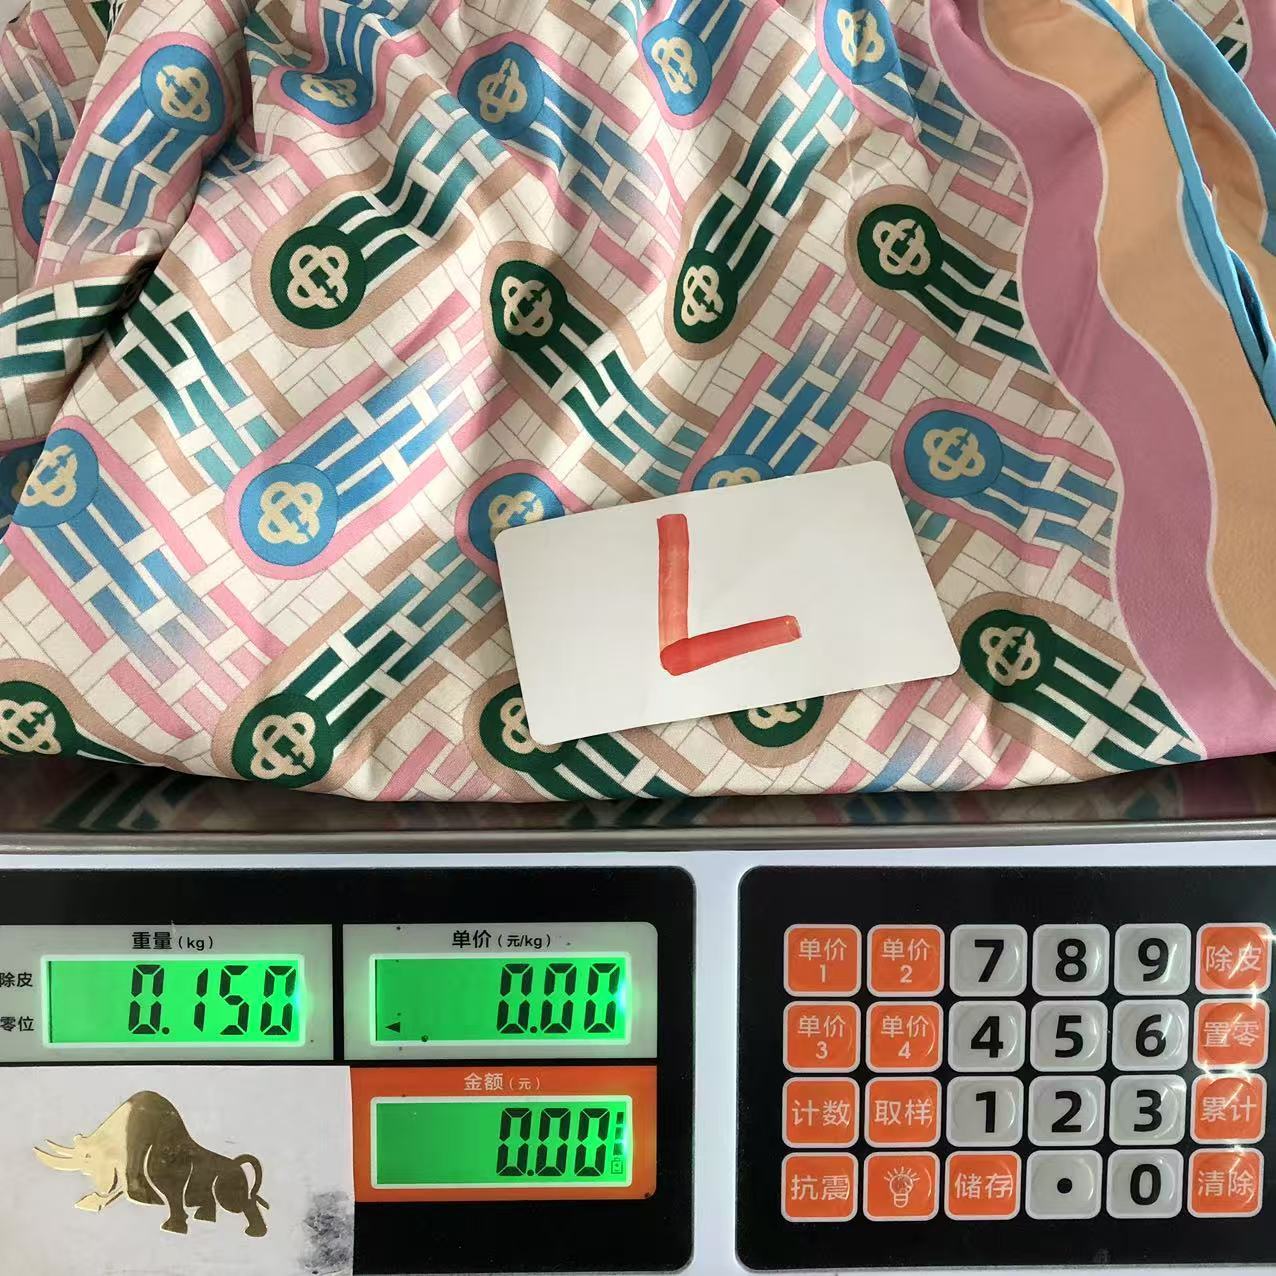 L
重量(kg)
单价(元/kg)
除皮
零位
0.150
0.00
金额(元)
0.00
单价1 单价2 7 8 9 除皮
单价3 单价4 4 5 6 置零
计数 取样 1 2 3 累计
抗震 储存 . 0 清除